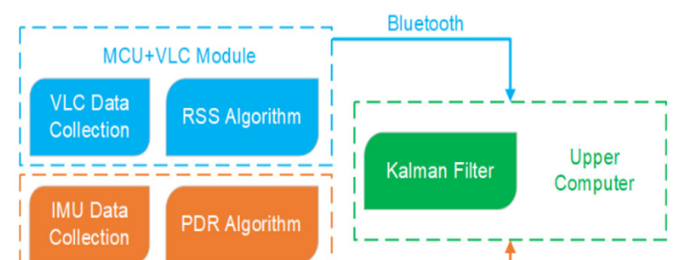 Bluetooth
MCU+VLC Module
VLC Data
Collection
RSS Algorithm
Kalman Filter
Upper
Computer
IMU Data
Collection
PDR Algorithm